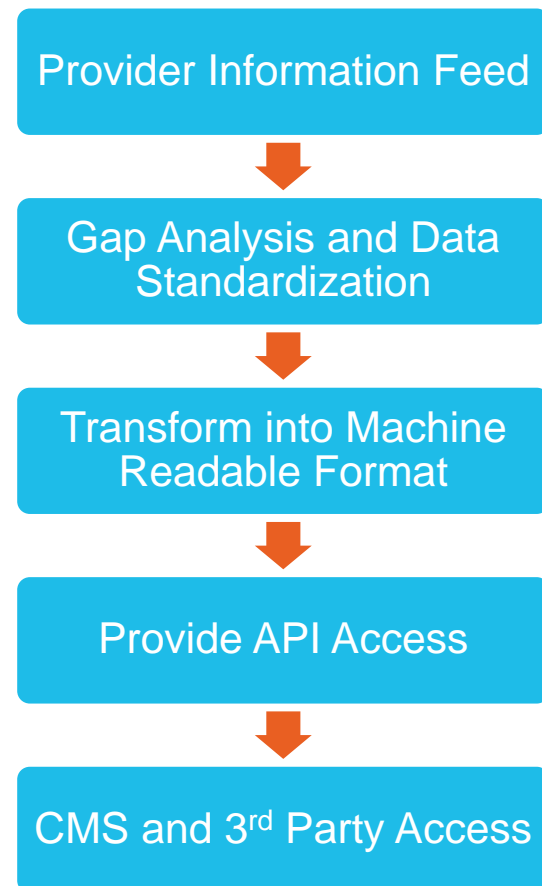 Provider Information Feed
Gap Analysis and Data
Standardization
Transform into Machine
Readable Format
Provide API Access
CMS and 3rd Party Access